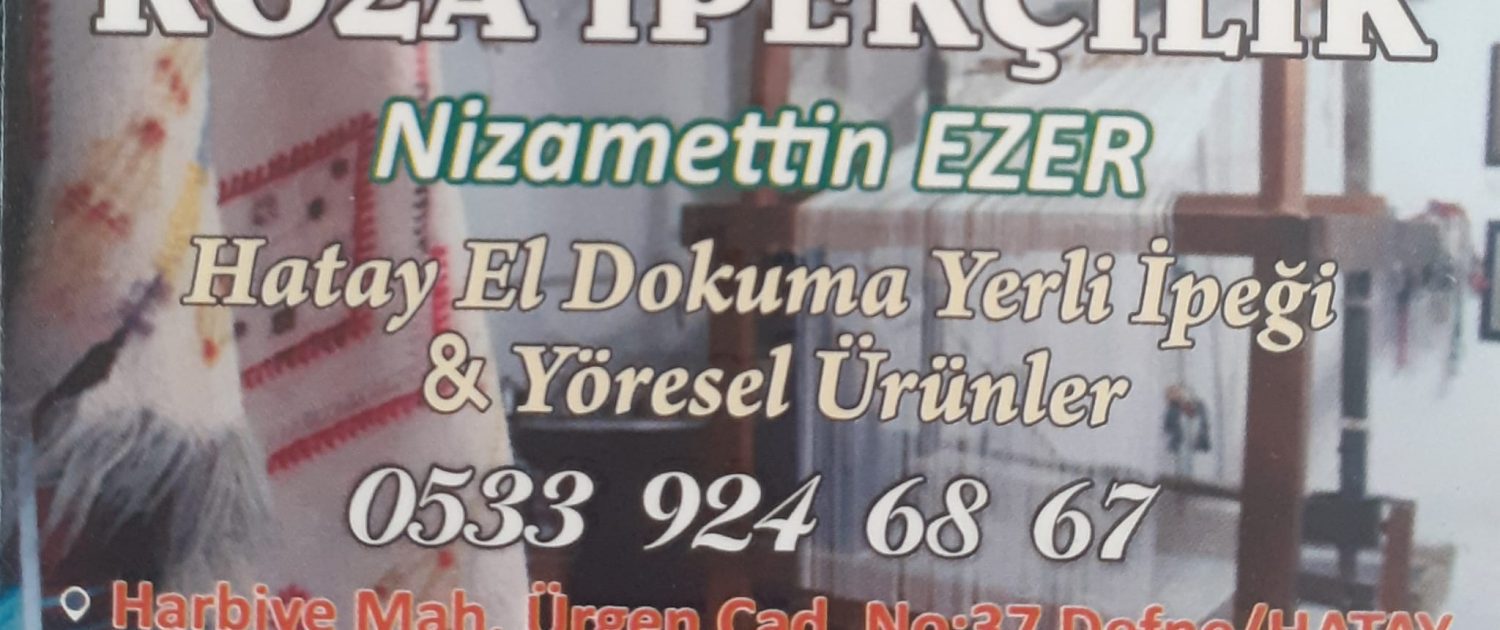 KOZA İPEKÇİLİK
Nizamettin EZER
Hatay El Dokuma Yerli İpeği
& Yöresel Ürünler
0533 924 68 67
Harbiye Mah. Ürgen Cad. No:37 Defne/HATAY